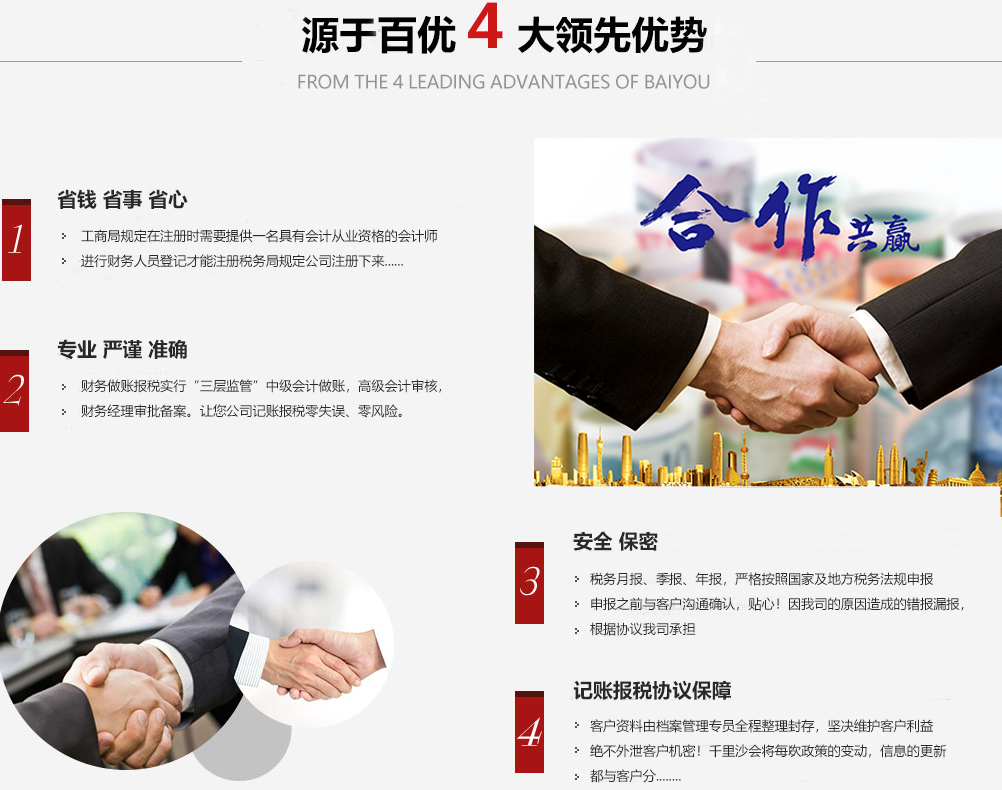 源于百优 4 大领先优势
FROM THE 4 LEADING ADVANTAGES OF BAIYOU
合作共赢
1
省钱 省事 省心
工商局规定在注册时需要提供一名具有会计从业资格的会计师
进行财务人员登记才能注册税务局规定公司注册下来......
2
专业 严谨 准确
财务做账报税实行“三层监管”中级会计做账，高级会计审核，
财务经理审批备案。让您公司记账报税零失误、零风险。
3
安全 保密
税务月报、季报、年报，严格按照国家及地方税务法规申报
申报之前与客户沟通确认，贴心！因我司的原因造成的错报漏报，
根据协议我司承担
4
记账报税协议保障
客户资料由档案管理专员全程整理封存，坚决维护客户利益
绝不外泄客户机密！千里沙会将每次政策的变动，信息的更新
都与客户分........